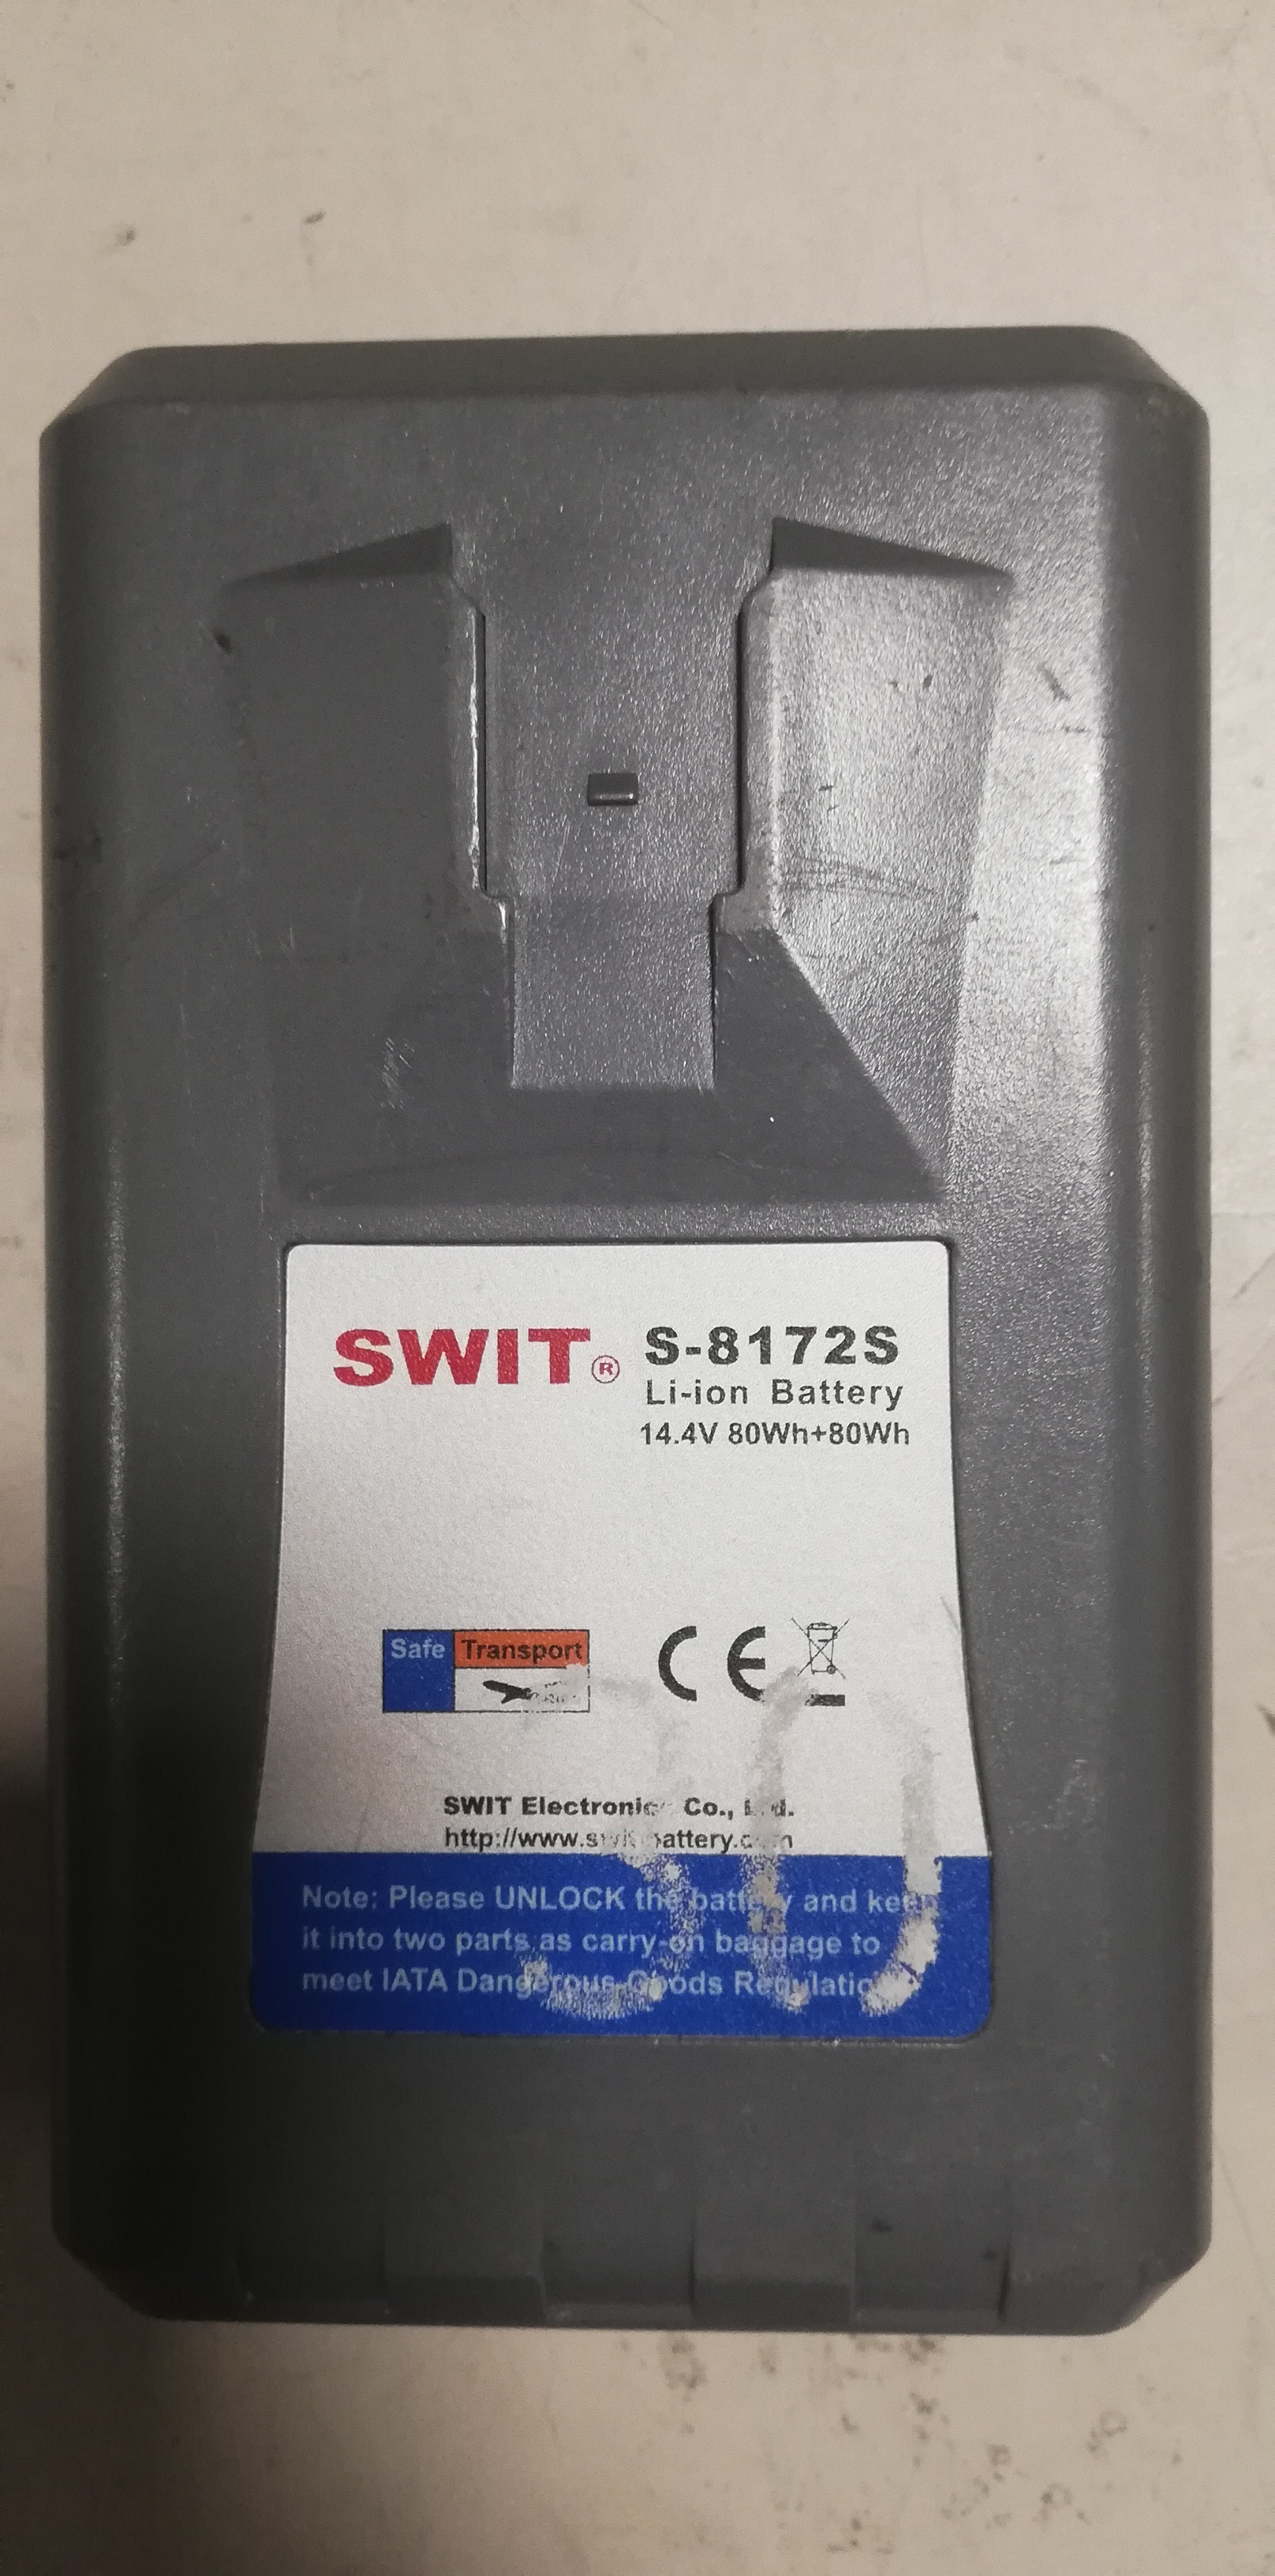 SWIT® S-8172S
Li-ion Battery
14.4V 80Wh+80Wh
Safe Transport
CE
SWIT Electronic Co., Ltd.
http://www.switbattery.com
Note: Please UNLOCK the battery and keep
it into two parts as carry-on baggage to
meet IATA Dangerous Goods Regulation
30